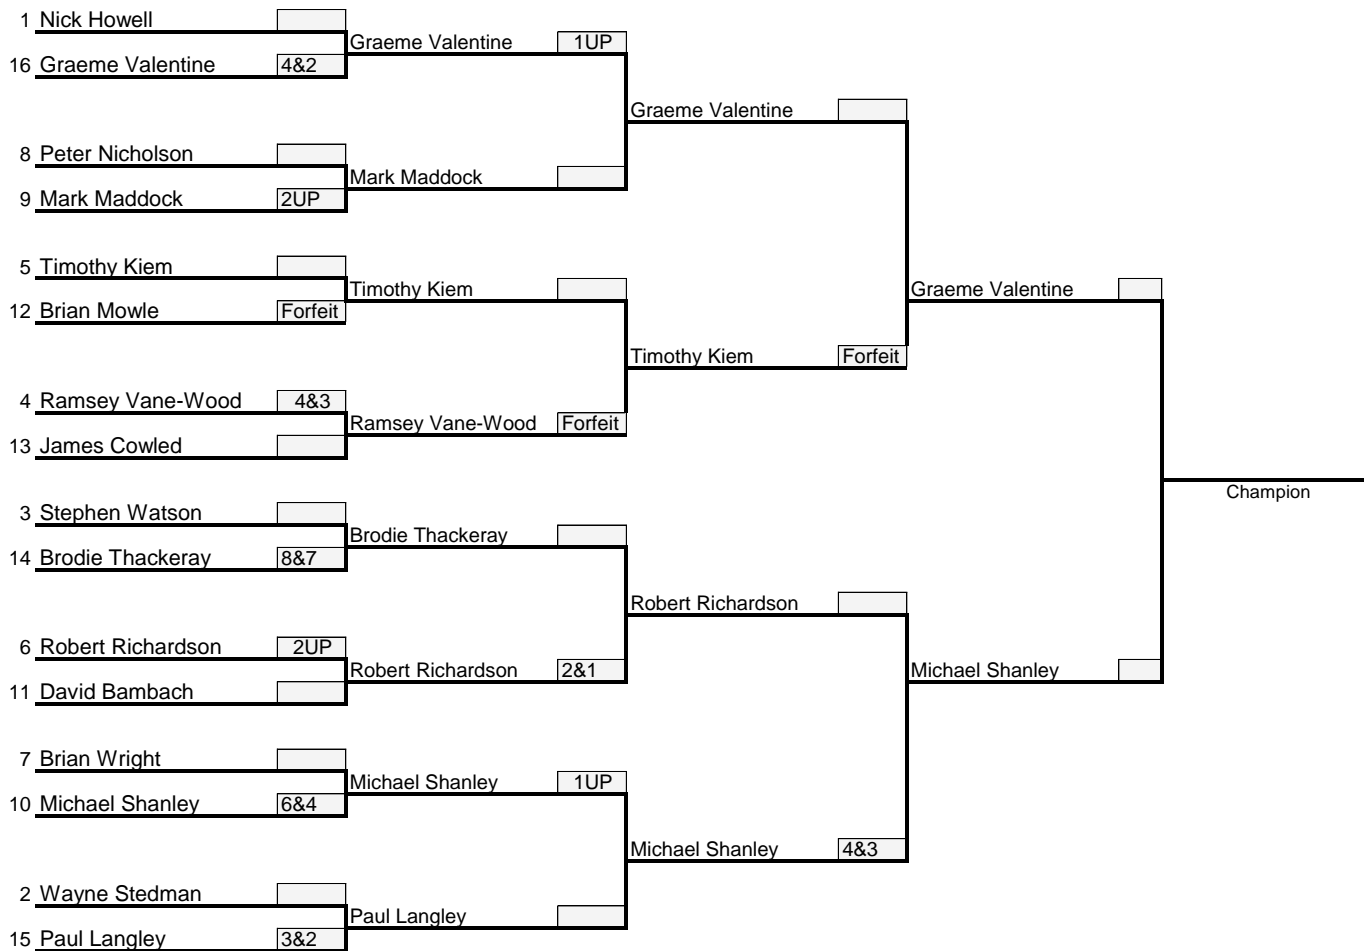 1 Nick Howell
Graeme Valentine 1UP
16 Graeme Valentine 4&2
Graeme Valentine
8 Peter Nicholson
Mark Maddock
9 Mark Maddock 2UP
5 Timothy Kiem
Timothy Kiem
Graeme Valentine
12 Brian Mowle Forfeit
Timothy Kiem Forfeit
4 Ramsey Vane-Wood 4&3
Ramsey Vane-Wood Forfeit
13 James Cowled
Champion
3 Stephen Watson
Brodie Thackeray
14 Brodie Thackeray 8&7
Robert Richardson
6 Robert Richardson 2UP
Robert Richardson 2&1
Michael Shanley
11 David Bambach
7 Brian Wright
Michael Shanley 1UP
10 Michael Shanley 6&4
Michael Shanley 4&3
2 Wayne Stedman
Paul Langley
15 Paul Langley 3&2